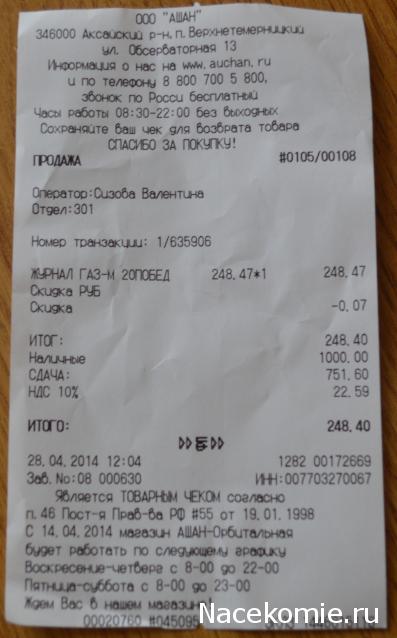 ООО "АШАН"
346000 Аксайский р-н, п. Верхнетемерницкий
ул. Обсерваторная 13
Информация о нас на www.auchan.ru,
и по телефону 8 800 700 5 800,
звонок по Росси бесплатный
Часы работы 08:30-22:00 без выходных
Сохраняйте ваш чек для возврата товара
СПАСИБО ЗА ПОКУПКУ!
ПРОДАЖА #0105/00108
Оператор:Сизова Валентина
Отдел:301
Номер транзакции: 1/635906
ЖУРНАЛ ГАЗ-М 20ПОБЕД 248.47*1 248.47
Скидка РУБ
Скидка -0.07
ИТОГ: 248.40
Наличные 1000.00
СДАЧА: 751.60
НДС 10% 22.59
ИТОГО: 248.40
28.04.2014 12:04 1282 00172669
Зав.No:08 000630 ИНН:007703270067
Является ТОВАРНЫМ ЧЕКОМ согласно
п. 46 Пост-я Прав-ва РФ #55 от 19.01.1998
С 14.04.2014 магазин АШАН-Орбитальная
будет работать по следующему графику
Воскресение-четверг с 8-00 до 22-00
Пятница-суббота с 8-00 до 23-00
Ждем Вас в нашем магазине!
00020760 #045095
Nacekomie.ru